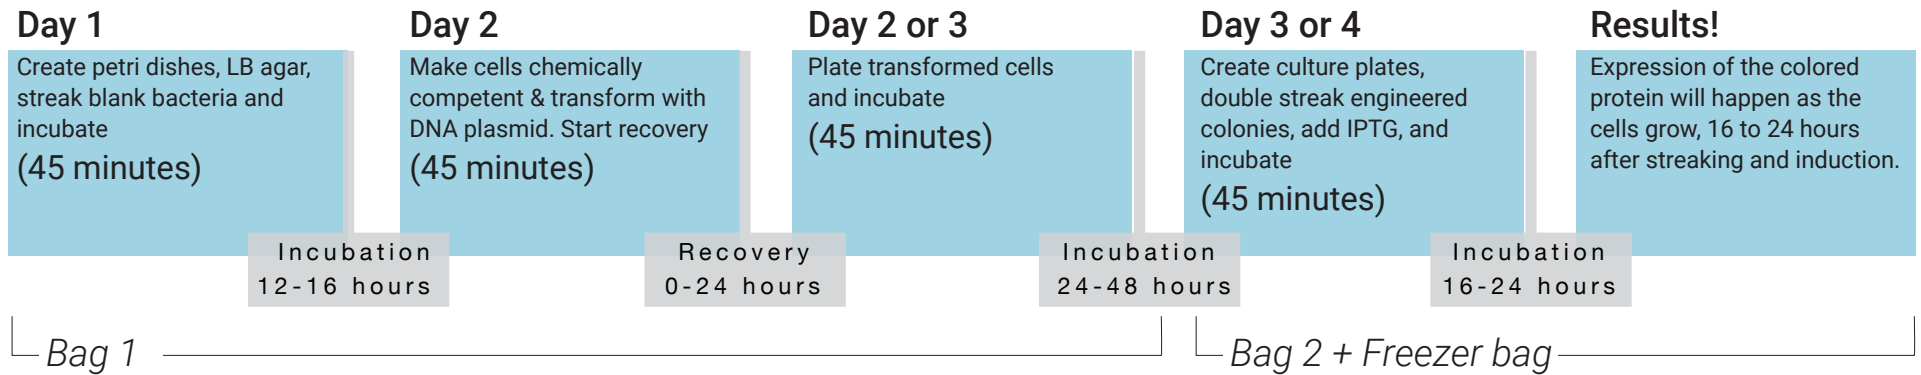 Day 1
Create petri dishes, LB agar,
streak blank bacteria and
incubate
(45 minutes)
Incubation
12-16 hours
Day 2
Make cells chemically
competent & transform with
DNA plasmid. Start recovery
(45 minutes)
Recovery
0-24 hours
Day 2 or 3
Plate transformed cells
and incubate
(45 minutes)
Incubation
24-48 hours
Day 3 or 4
Create culture plates,
double streak engineered
colonies, add IPTG, and
incubate
(45 minutes)
Incubation
16-24 hours
Results!
Expression of the colored
protein will happen as the
cells grow, 16 to 24 hours
after streaking and induction.
Bag 1
Bag 2 + Freezer bag